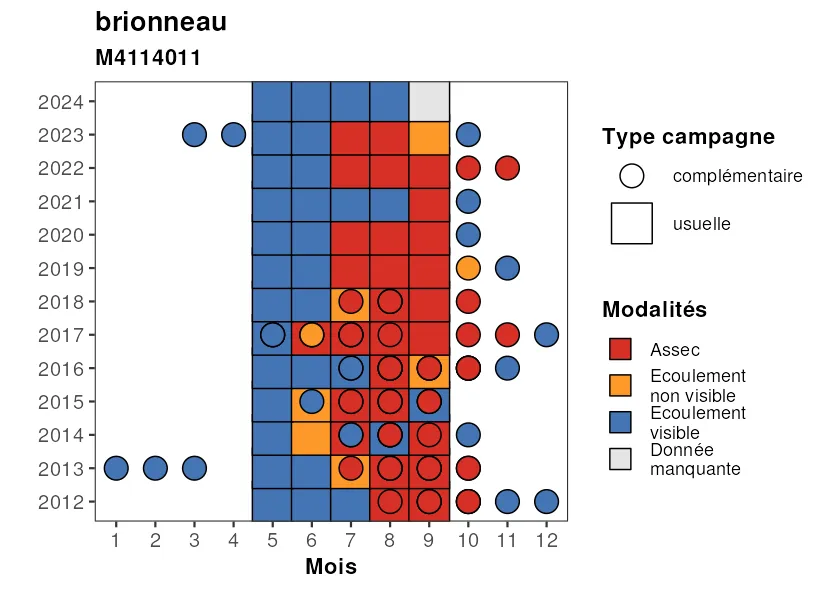 brionneau
M4114011
2024
2023
2022
2021
2020
2019
2018
2017
2016
2015
2014
2013
2012
1 2 3 4 5 6 7 8 9 10 11 12
Mois
Type campagne
complémentaire
usuelle
Modalités
Assec
Ecoulement
non visible
Ecoulement
visible
Donnée
manquante